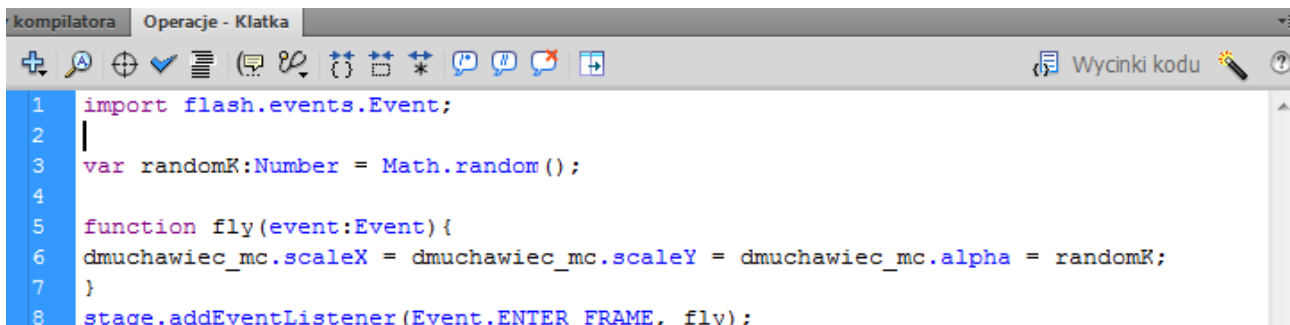 kompilatora Operacje - Klatka
Wycinki kodu
1 import flash.events.Event;
2
3 var randomK:Number = Math.random();
4
5 function fly(event:Event){
6 dmuchawiec_mc.scaleX = dmuchawiec_mc.scaleY = dmuchawiec_mc.alpha = randomK;
7 }
8 stage.addEventListener(Event.ENTER_FRAME, fly);